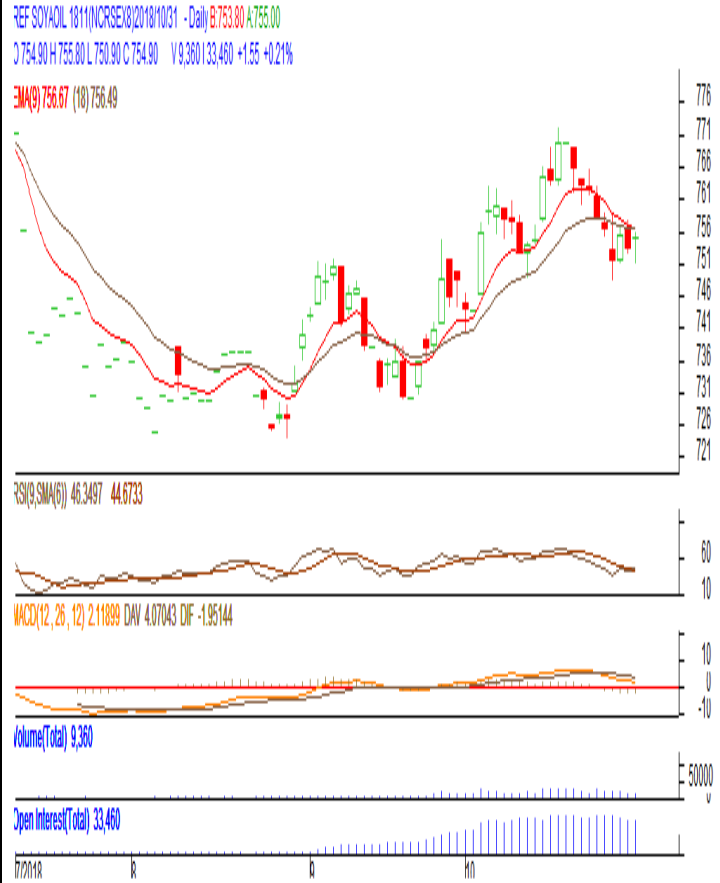 REF SOYAOIL 1811(NCRSEX8)2018/10/31 - Daily B:753.80 A:755.00
O 754.90 H 755.80 L 750.90 C 754.90 V 9,360 I 33,460 +1.55 +0.21%
EMA(9) 756.67 (18) 756.49
776
771
766
761
756
751
746
741
736
731
726
721
RSI(9,SMA(6)) 46.3497 44.6733
60
10
MACD(12,26,12) 2.11899 DAV 4.07043 DIF -1.95144
10
0
-10
Volume(Total) 9,360
50000
0
Open Interest(Total) 33,460
7/2018 8 9 10